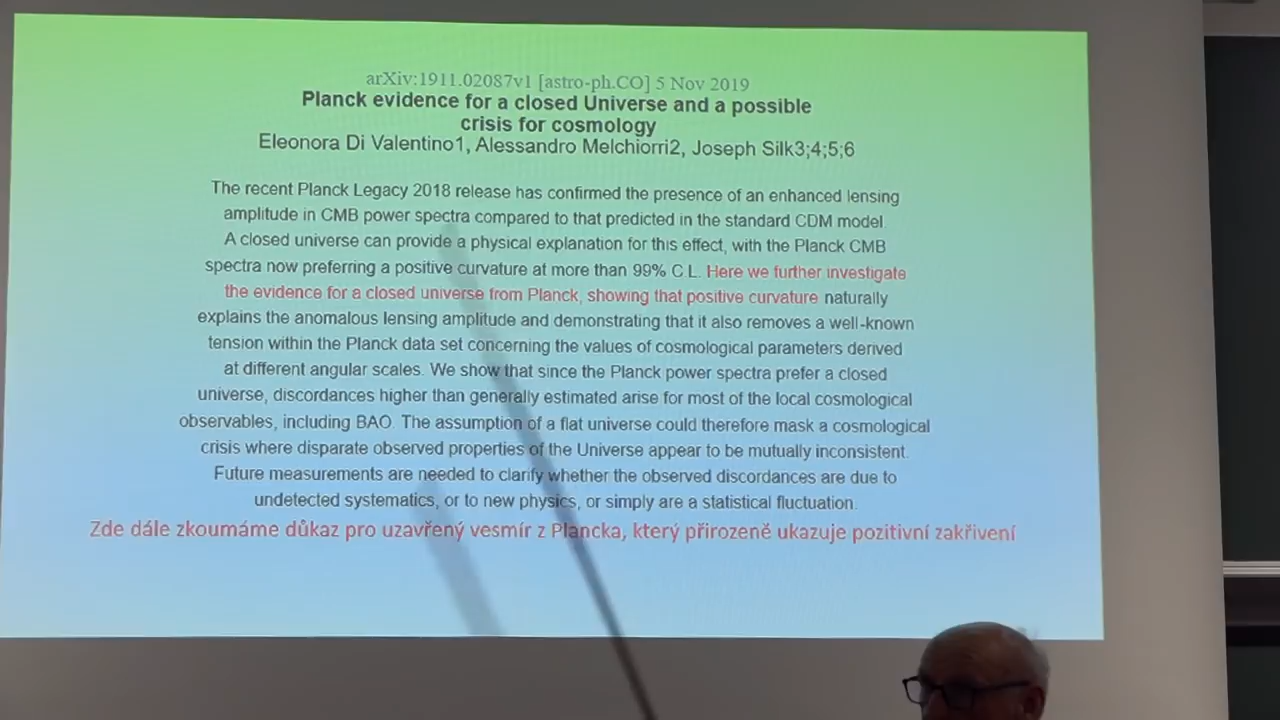 arXiv:1911.02087v1 [astro-ph.CO] 5 Nov 2019
Planck evidence for a closed Universe and a possible
crisis for cosmology
Eleonora Di Valentino1, Alessandro Melchiorri2, Joseph Silk3;4;5;6
The recent Planck Legacy 2018 release has confirmed the presence of an enhanced lensing
amplitude in CMB power spectra compared to that predicted in the standard CDM model
A closed universe can provide a physical explanation for this effect, with the Planck CMB
spectra now preferring a positive curvature at more than 99% C.L. Here we further investigate
the evidence for a closed universe from Planck, showing that positive curvature naturally
explains the anomalous lensing amplitude and demonstrating that it also removes a well-known
tension within the Planck data set concerning the values of cosmological parameters derived
at different angular scales. We show that since the Planck power spectra prefer a closed
universe, discordances higher than generally estimated arise for most of the local cosmological
observables, including BAO. The assumption of a flat universe could therefore mask a cosmological
crisis where disparate observed properties of the Universe appear to be mutually inconsistent.
Future measurements are needed to clarify whether the observed discordances are due to
undetected systematics, or to new physics, or simply are a statistical fluctuation.
Zde dále zkoumáme důkaz pro uzavřený vesmír z Plancka, který přirozeně ukazuje pozitivní zakřivení